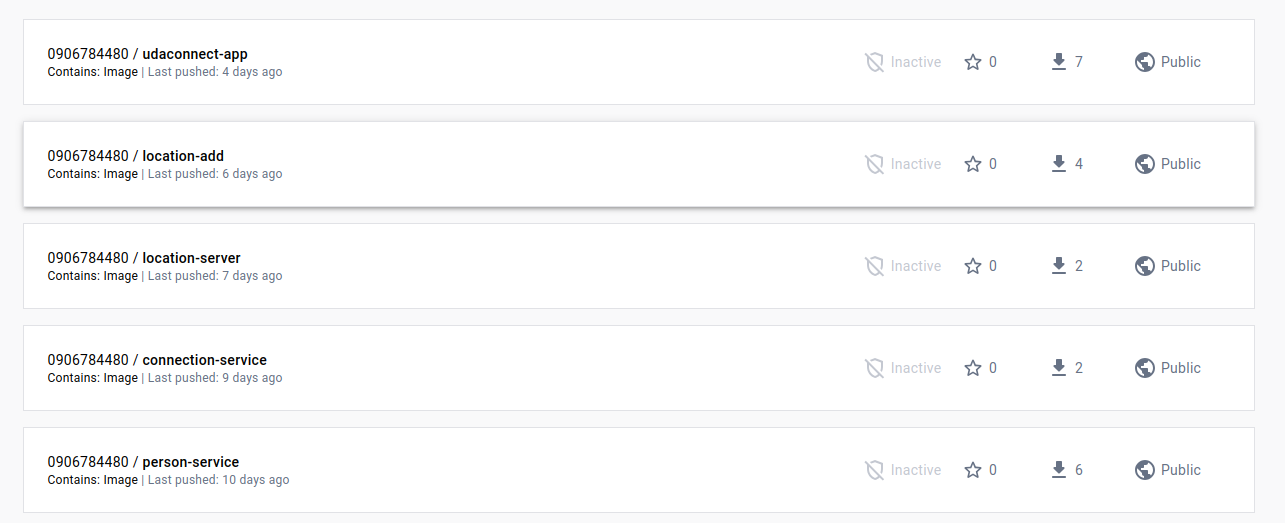 0906784480 / udaconnect-app
Contains: Image | Last pushed: 4 days ago
Inactive 0 7 Public
0906784480 / location-add
Contains: Image | Last pushed: 6 days ago
Inactive 0 4 Public
0906784480 / location-server
Contains: Image | Last pushed: 7 days ago
Inactive 0 2 Public
0906784480 / connection-service
Contains: Image | Last pushed: 9 days ago
Inactive 0 2 Public
0906784480 / person-service
Contains: Image | Last pushed: 10 days ago
Inactive 0 6 Public